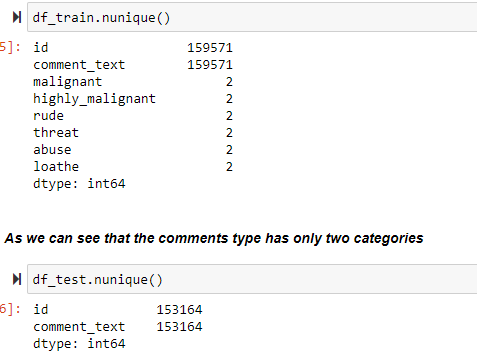 df_train.nunique()
5]: id 159571
comment_text 159571
malignant 2
highly_malignant 2
rude 2
threat 2
abuse 2
loathe 2
dtype: int64
As we can see that the comments type has only two categories
df_test.nunique()
6]: id 153164
comment_text 153164
dtype: int64